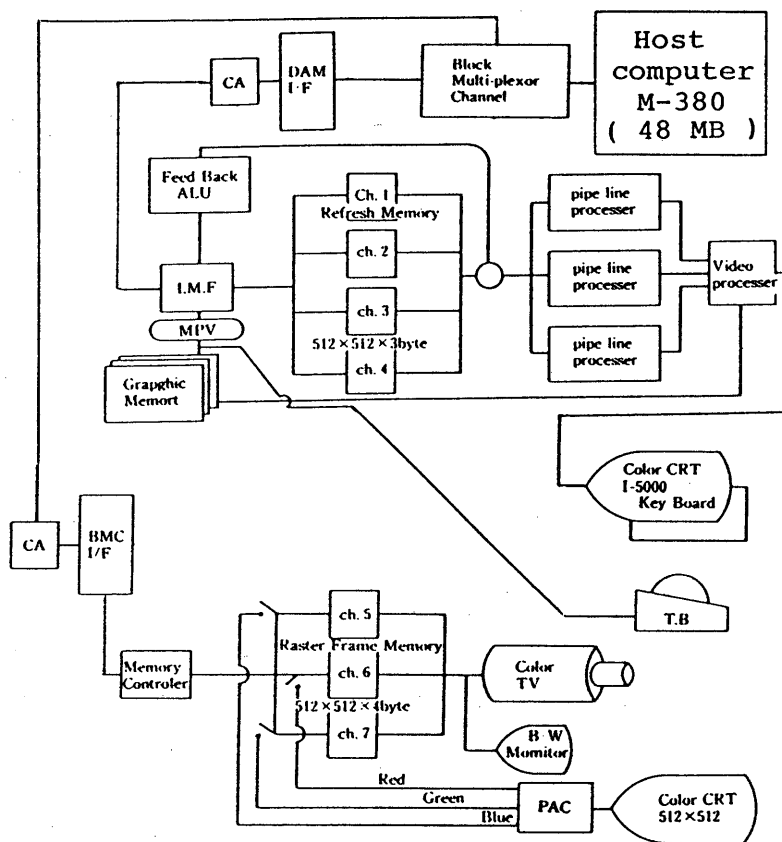 Host
computer
M-380
( 48 MB )
Block
Multi-plexor
Channel
DAM
I·F
CA
Feed Back
ALU
Ch. 1
Refresh Memory
ch. 2
ch. 3
512×512×3byte
ch. 4
pipe line
processer
pipe line
processer
pipe line
processer
Video
processer
I.M.F
MPV
Grapghic
Memort
Color CRT
I-5000
Key Board
CA
BMC
I/F
T.B
ch. 5
Raster Frame Memory
ch. 6
512×512×4byte
ch. 7
Memory
Controler
Color
TV
B·W
Momitor
Red
Green
Blue
PAC
Color CRT
512×512